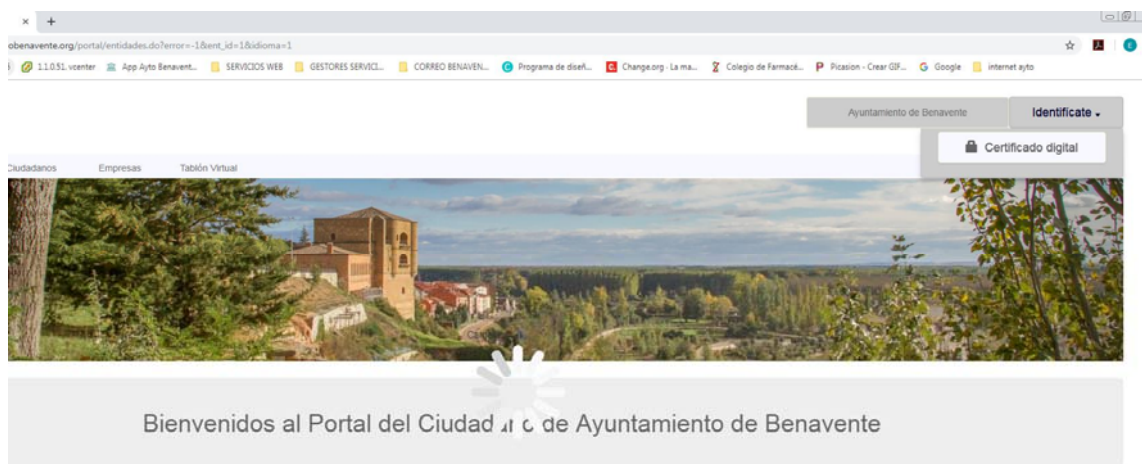 × +
obenavente.org/portal/entidades.do?error=-1&ent_id=1&idioma=1
1.1.0.51. vcenter App Ayto Benavent... SERVICIOS WEB GESTORES SERVICI... CORREO BENAVEN... Programa de diseñ... Change.org - La ma... Colegio de Farmacé... Picasion - Crear GIF... Google internet ayto
Ayuntamiento de Benavente Identifícate
Certificado digital
Ciudadanos Empresas Tablón Virtual
Bienvenidos al Portal del Ciudad de Ayuntamiento de Benavente